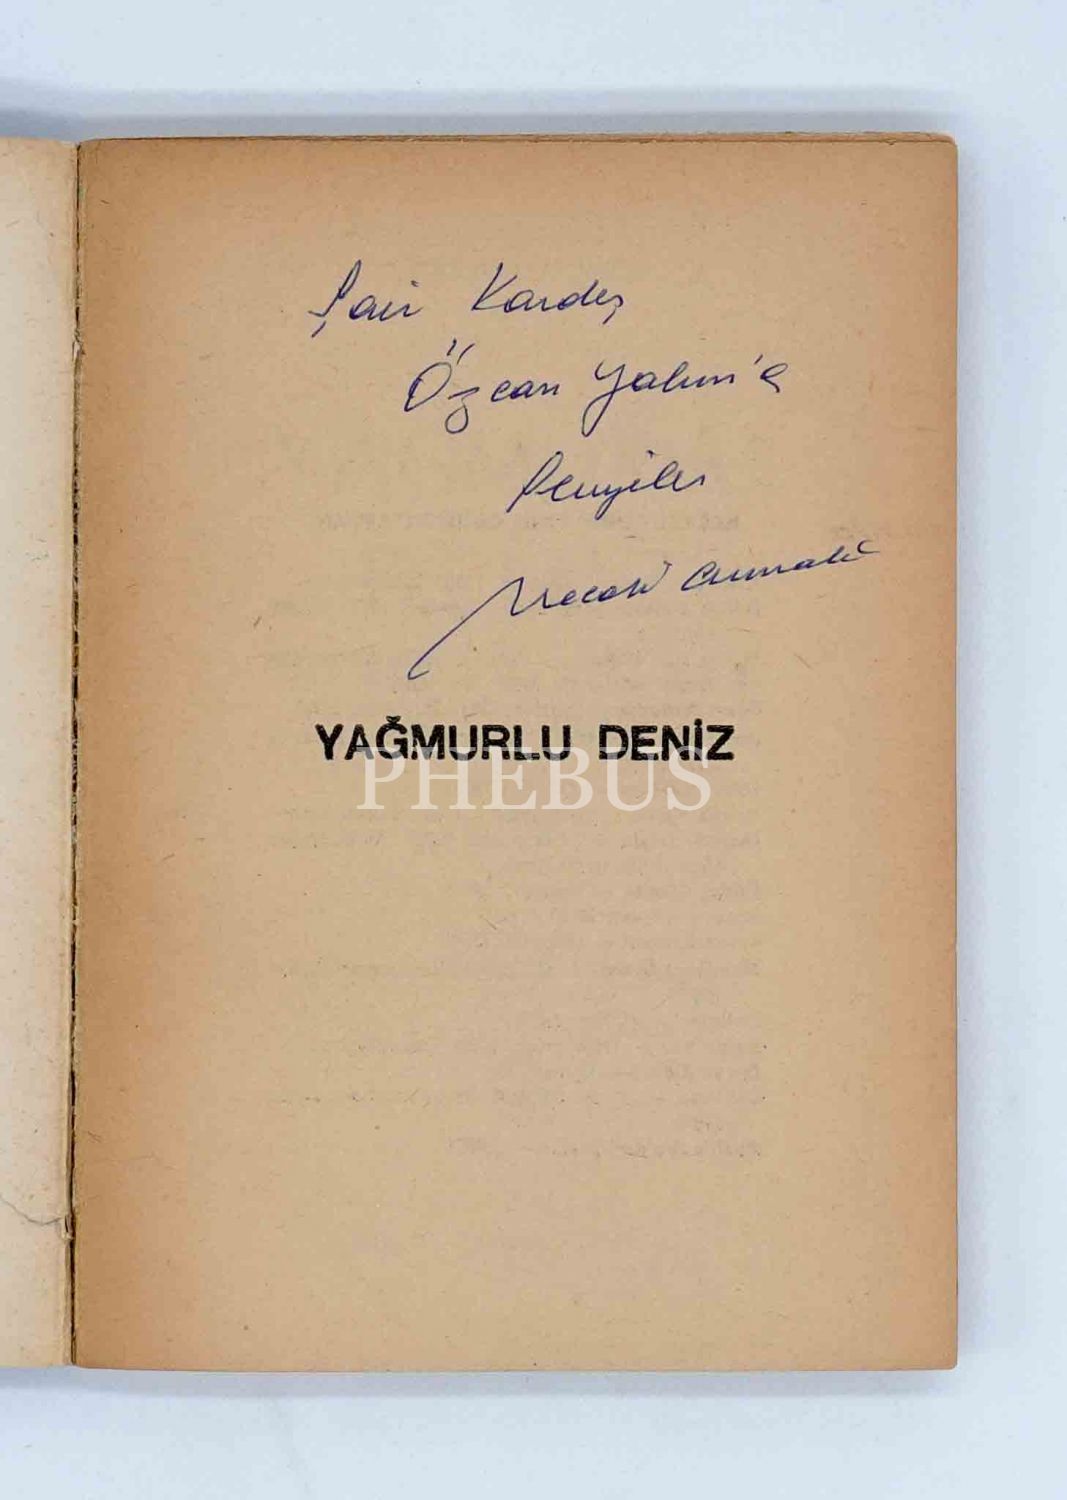 Şair Kardeş
Özcan Yalım'a
Sevgiler
Necati Cumalı
YAĞMURLU DENİZ
PHEBUS